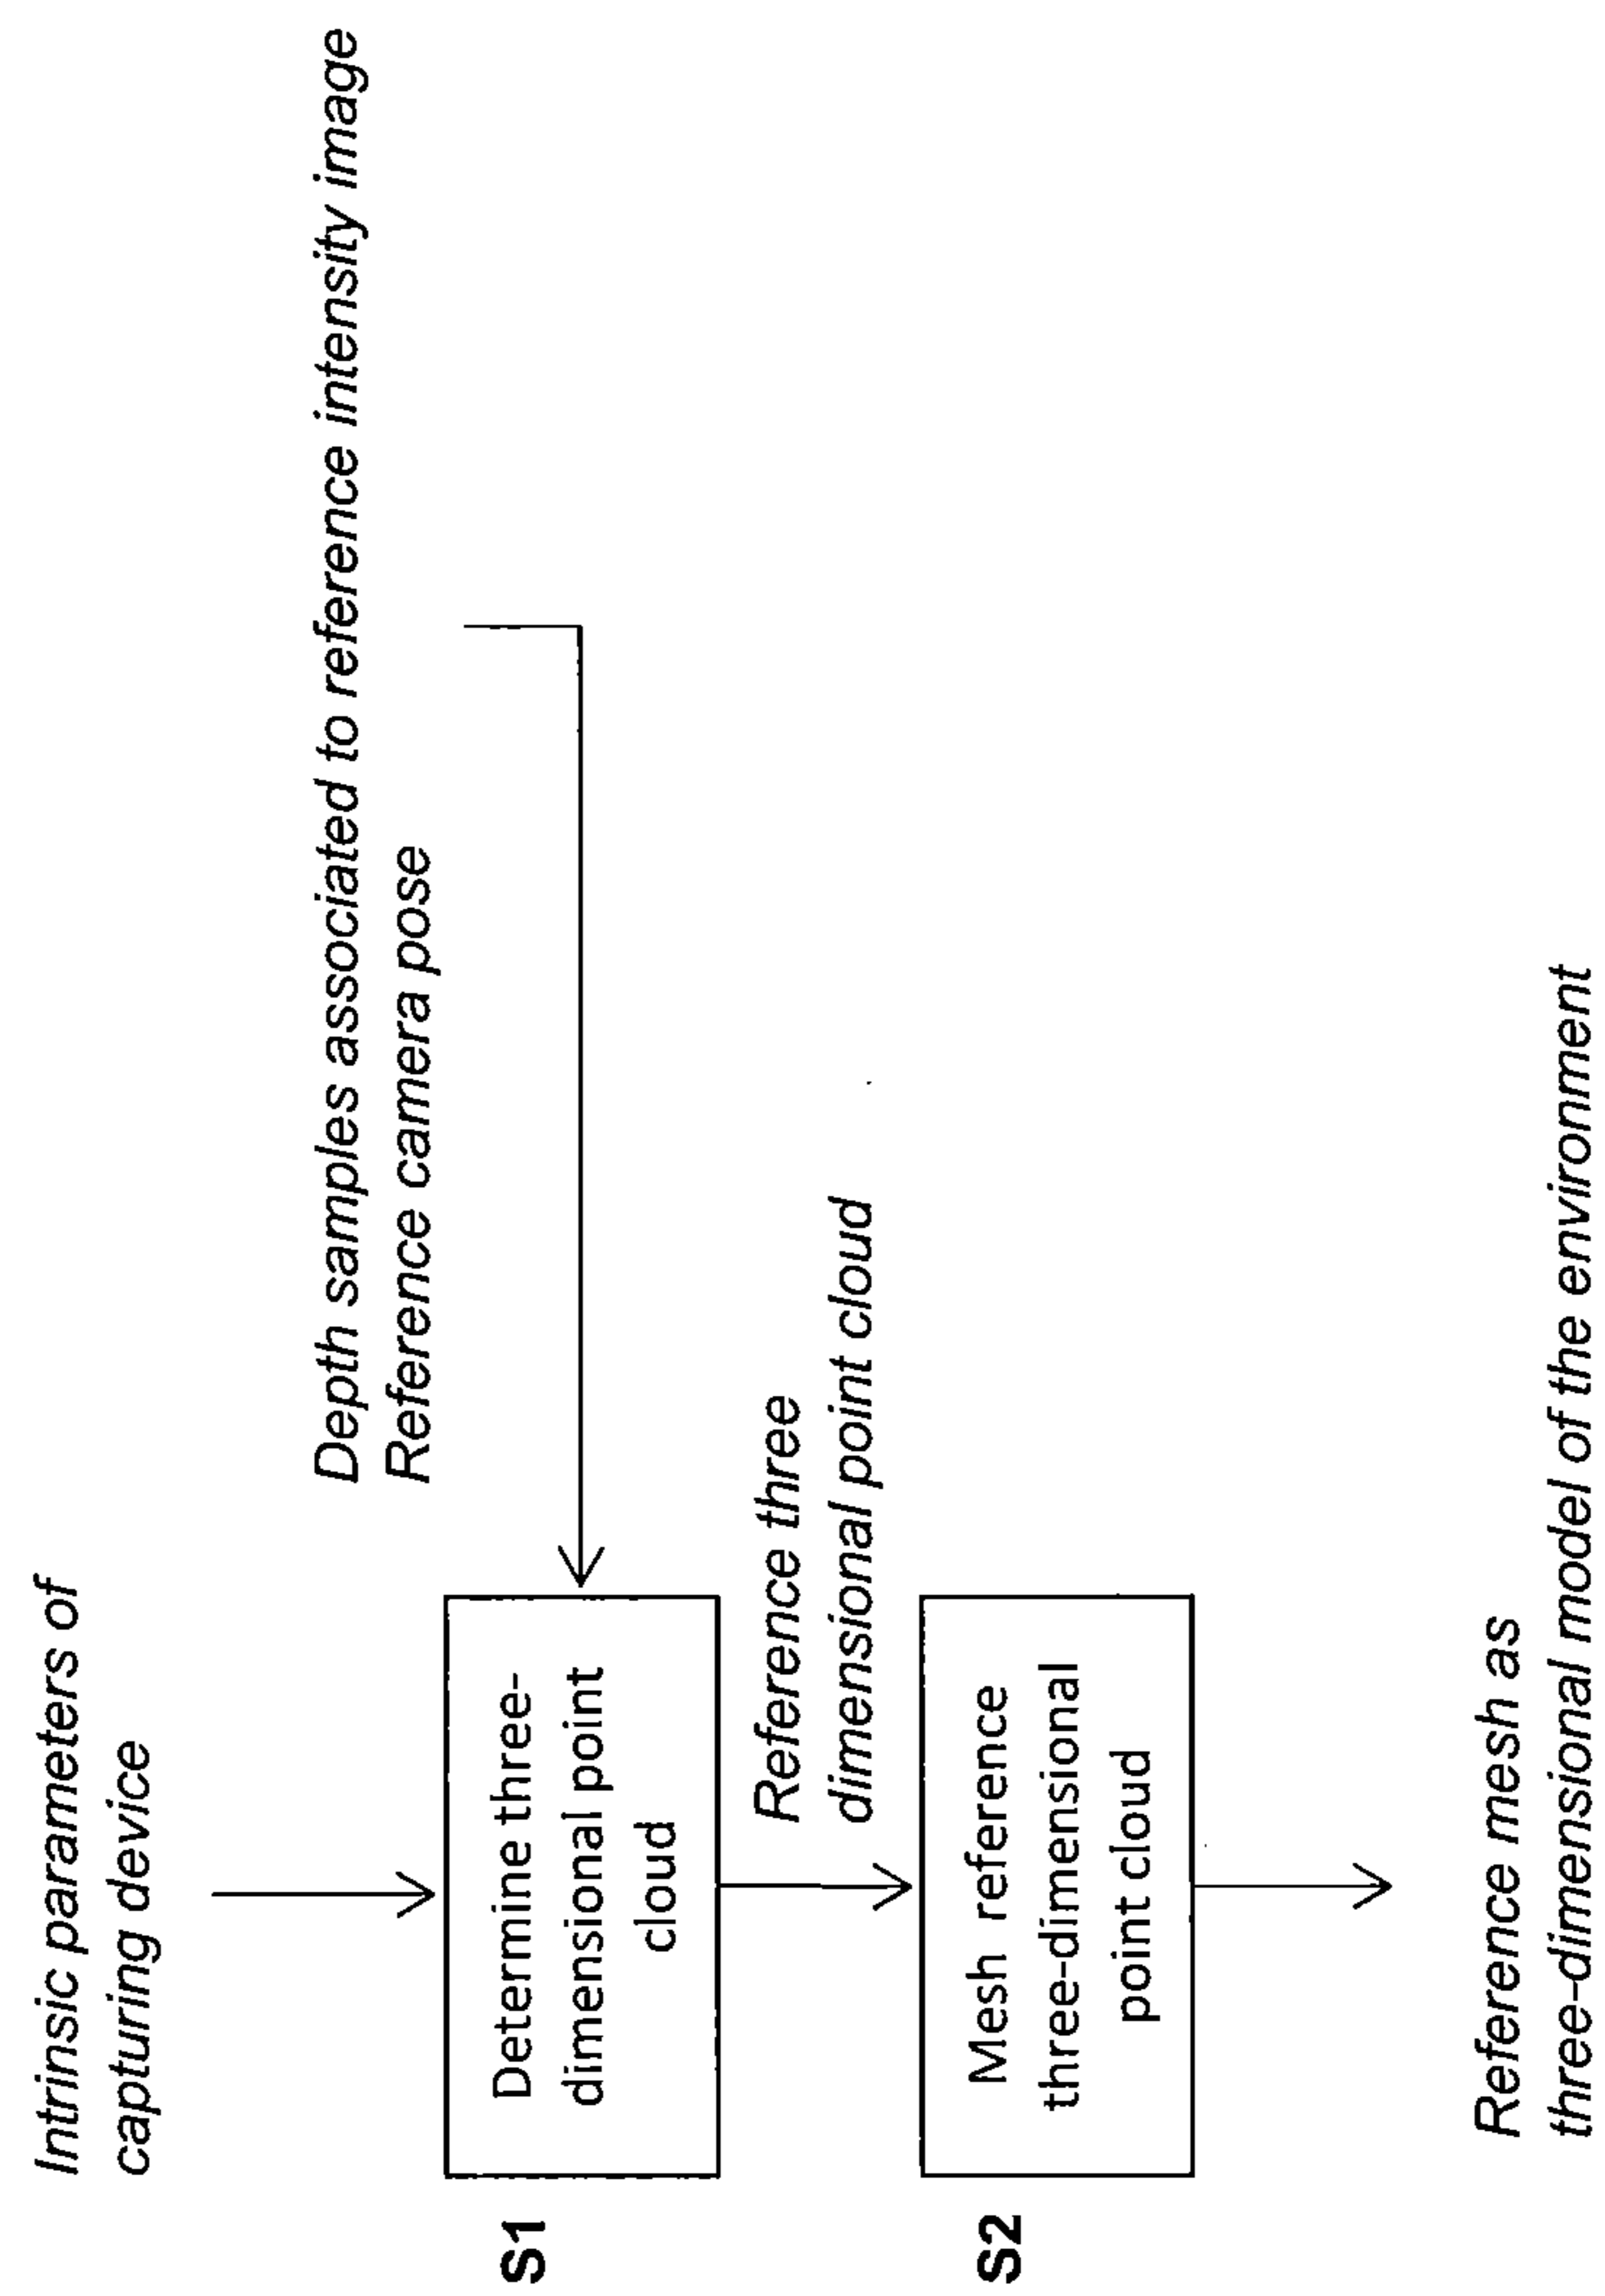 Intrinsic parameters of
capturing device
Depth samples associated to reference intensity image
Reference camera pose
S1
Determine three-
dimensional point
cloud
Reference three
dimensional point cloud
S2
Mesh reference
three-dimensional
point cloud
Reference mesh as
three-dimensional model of the environment